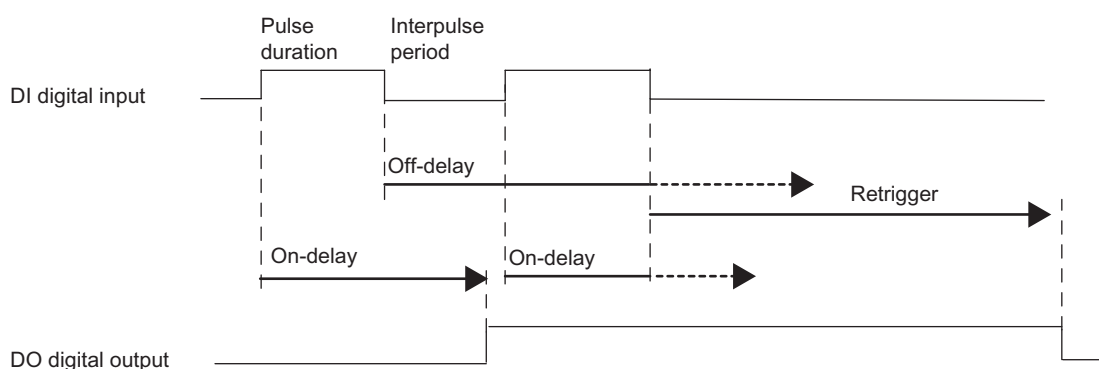 Pulse
duration
Interpulse
period
DI digital input
Off-delay
Retrigger
On-delay
On-delay
DO digital output